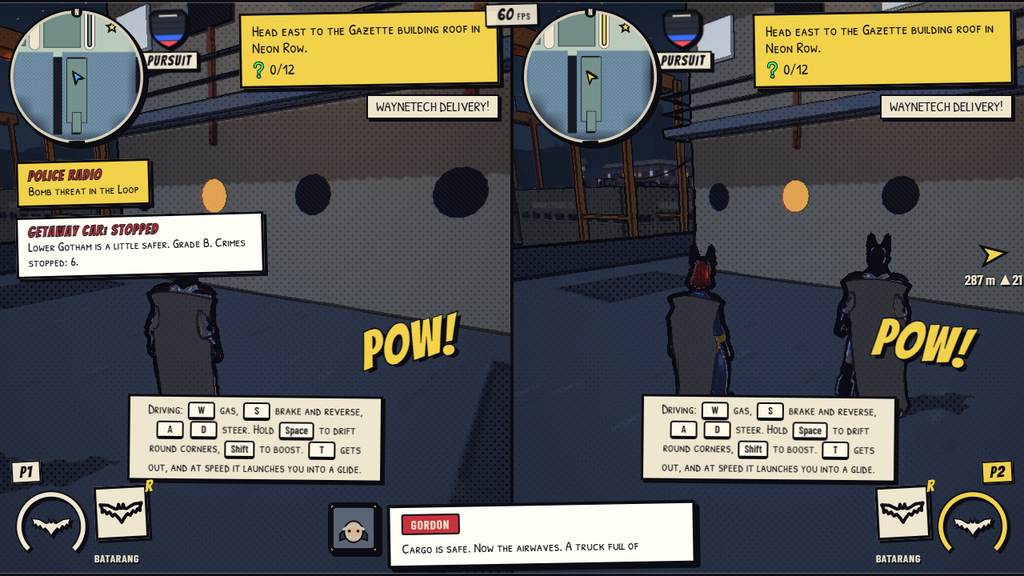 N
PURSUIT
Head east to the Gazette building roof in
Neon Row.
? 0/12
WAYNETECH DELIVERY!
60 FPS
Police Radio
Bomb threat in the Loop
Getaway Car: Stopped
Lower Gotham is a little safer. Grade B. Crimes
stopped: 6.
POW!
Driving: W gas, S brake and reverse,
A D steer. Hold Space to drift
round corners, Shift to boost. T gets
out, and at speed it launches you into a glide.
P1
R
BATARANG
N
PURSUIT
Head east to the Gazette building roof in
Neon Row.
? 0/12
WAYNETECH DELIVERY!
287 m ▲21
POW!
Driving: W gas, S brake and reverse,
A D steer. Hold Space to drift
round corners, Shift to boost. T gets
out, and at speed it launches you into a glide.
P2
R
BATARANG
GORDON
Cargo is safe. Now the airwaves. A truck full of